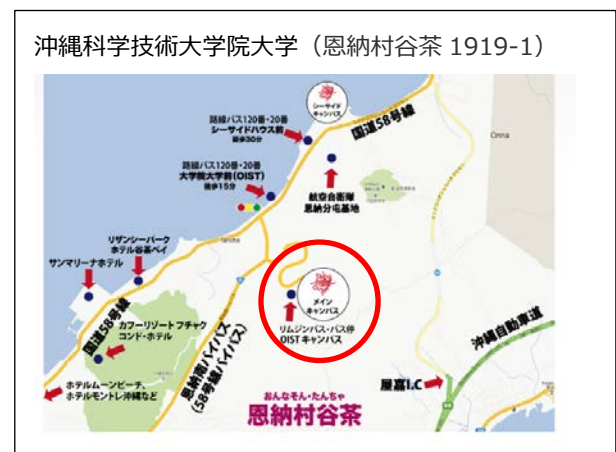 沖縄科学技術大学院大学（恩納村谷茶 1919-1）
シーサイド
キャンパス
国道58号線
路線バス120番・20番
シーサイドハウス前
徒歩30分
Onna
路線バス120番・20番
大学院大学前(OIST)
徒歩15分
航空自衛隊
恩納分屯基地
リザンシーパーク
ホテル谷茶ベイ
サンマリーナホテル
Tancha
メイン
キャンパス
リムジンバス・バス停
OISTキャンパス
国道58号線
カフーリゾートフチャク
コンド・ホテル
恩納南バイパス
(58号線バイパス)
沖縄自動車道
屋嘉I.C
ホテルムーンビーチ、
ホテルモントレ沖縄など
おんなそん・たんちゃ
恩納村谷茶